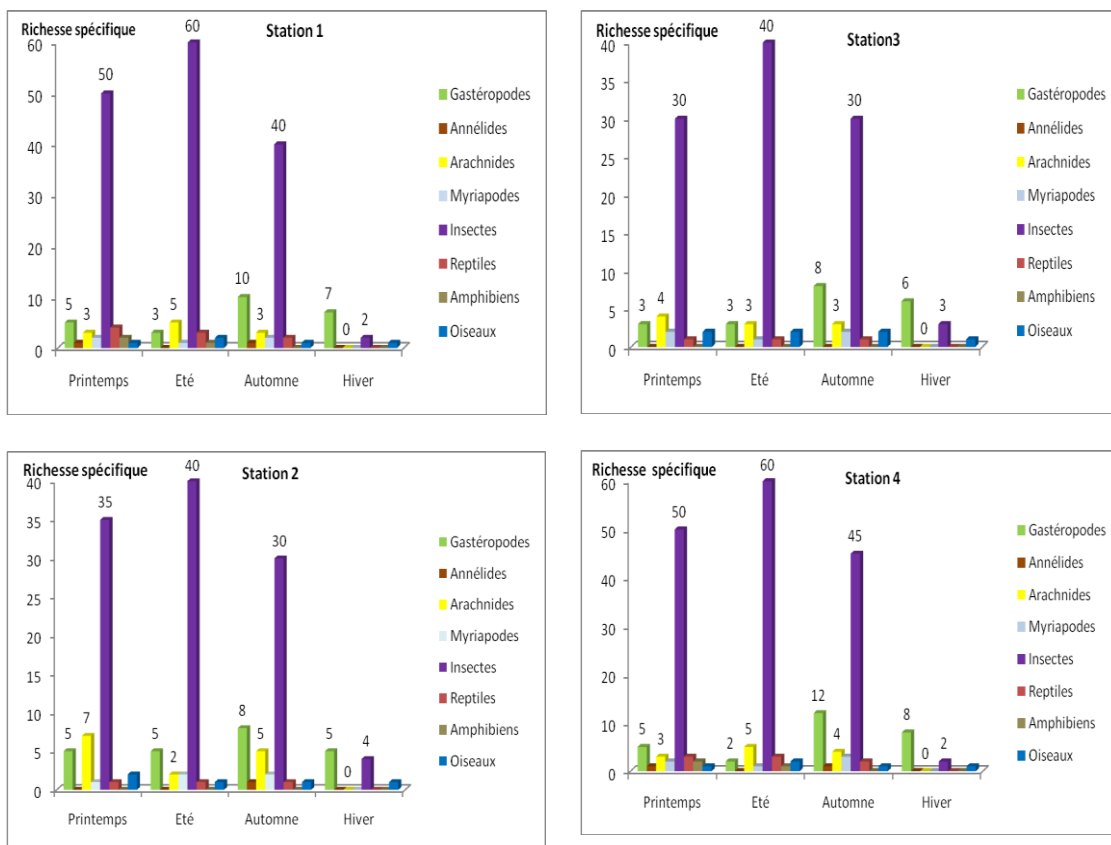 Richesse spécifique
Station 1
60
50
40
30
20
10
0
5 3 50
3 5 60
10 3 40
7 0 2
Printemps Eté Automne Hiver
Gastéropodes
Annélides
Arachnides
Myriapodes
Insectes
Reptiles
Amphibiens
Oiseaux
Richesse spécifique
Station3
40
35
30
25
20
15
10
5
0
3 4 30
3 3 40
8 3 30
6 0 3
Printemps Eté Automne Hiver
Gastéropodes
Annélides
Arachnides
Myriapodes
Insectes
Reptiles
Amphibiens
Oiseaux
Richesse spécifique
Station 2
40
35
30
25
20
15
10
5
0
5 7 35
5 2 40
8 5 30
5 0 4
Printemps Eté Automne Hiver
Gastéropodes
Annélides
Arachnides
Myriapodes
Insectes
Reptiles
Amphibiens
Oiseaux
Richesse spécifique
Station 4
60
50
40
30
20
10
0
5 3 50
2 5 60
12 4 45
8 0 2
Printemps Eté Automne Hiver
Gastéropodes
Annélides
Arachnides
Myriapodes
Insectes
Reptiles
Amphibiens
Oiseaux